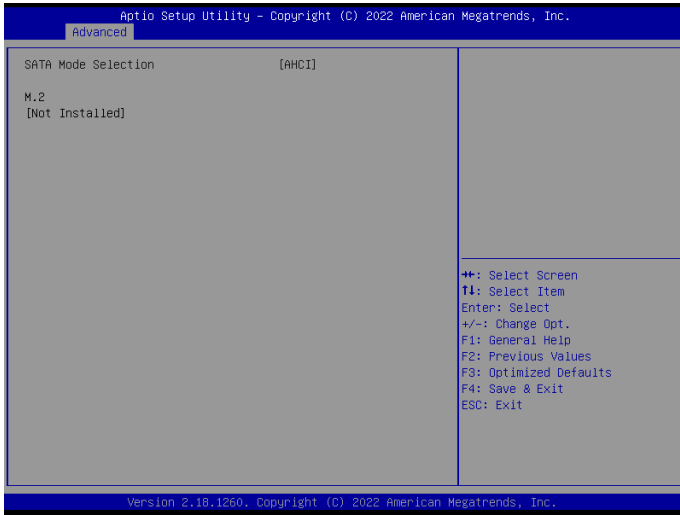 Aptio Setup Utility – Copyright (C) 2022 American Megatrends, Inc.
Advanced
SATA Mode Selection [AHCI]
M.2
[Not Installed]
→←: Select Screen
↑↓: Select Item
Enter: Select
+/-: Change Opt.
F1: General Help
F2: Previous Values
F3: Optimized Defaults
F4: Save & Exit
ESC: Exit
Version 2.18.1260. Copyright (C) 2022 American Megatrends, Inc.